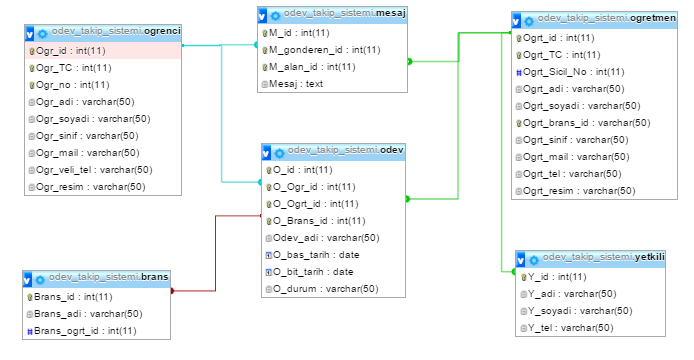 odev_takip_sistemi.ogrenci
Ogr_id : int(11)
Ogr_TC : int(11)
Ogr_no : int(11)
Ogr_adi : varchar(50)
Ogr_soyadi : varchar(50)
Ogr_sinif : varchar(50)
Ogr_mail : varchar(50)
Ogr_veli_tel : varchar(50)
Ogr_resim : varchar(50)
odev_takip_sistemi.mesaj
M_id : int(11)
M_gonderen_id : int(11)
M_alan_id : int(11)
Mesaj : text
odev_takip_sistemi.ogretmen
Ogrt_id : int(11)
Ogrt_TC : int(11)
Ogrt_Sicil_No : int(11)
Ogrt_adi : varchar(50)
Ogrt_soyadi : varchar(50)
Ogrt_brans_id : varchar(50)
Ogrt_sinif : varchar(50)
Ogrt_mail : varchar(50)
Ogrt_tel : varchar(50)
Ogrt_resim : varchar(50)
odev_takip_sistemi.odev
O_id : int(11)
O_Ogr_id : int(11)
O_Ogrt_id : int(11)
O_Brans_id : int(11)
Odev_adi : varchar(50)
O_bas_tarih : date
O_bit_tarih : date
O_durum : varchar(50)
odev_takip_sistemi.brans
Brans_id : int(11)
Brans_adi : varchar(50)
Brans_ogrt_id : int(11)
odev_takip_sistemi.yetkili
Y_id : int(11)
Y_adi : varchar(50)
Y_soyadi : varchar(50)
Y_tel : varchar(50)